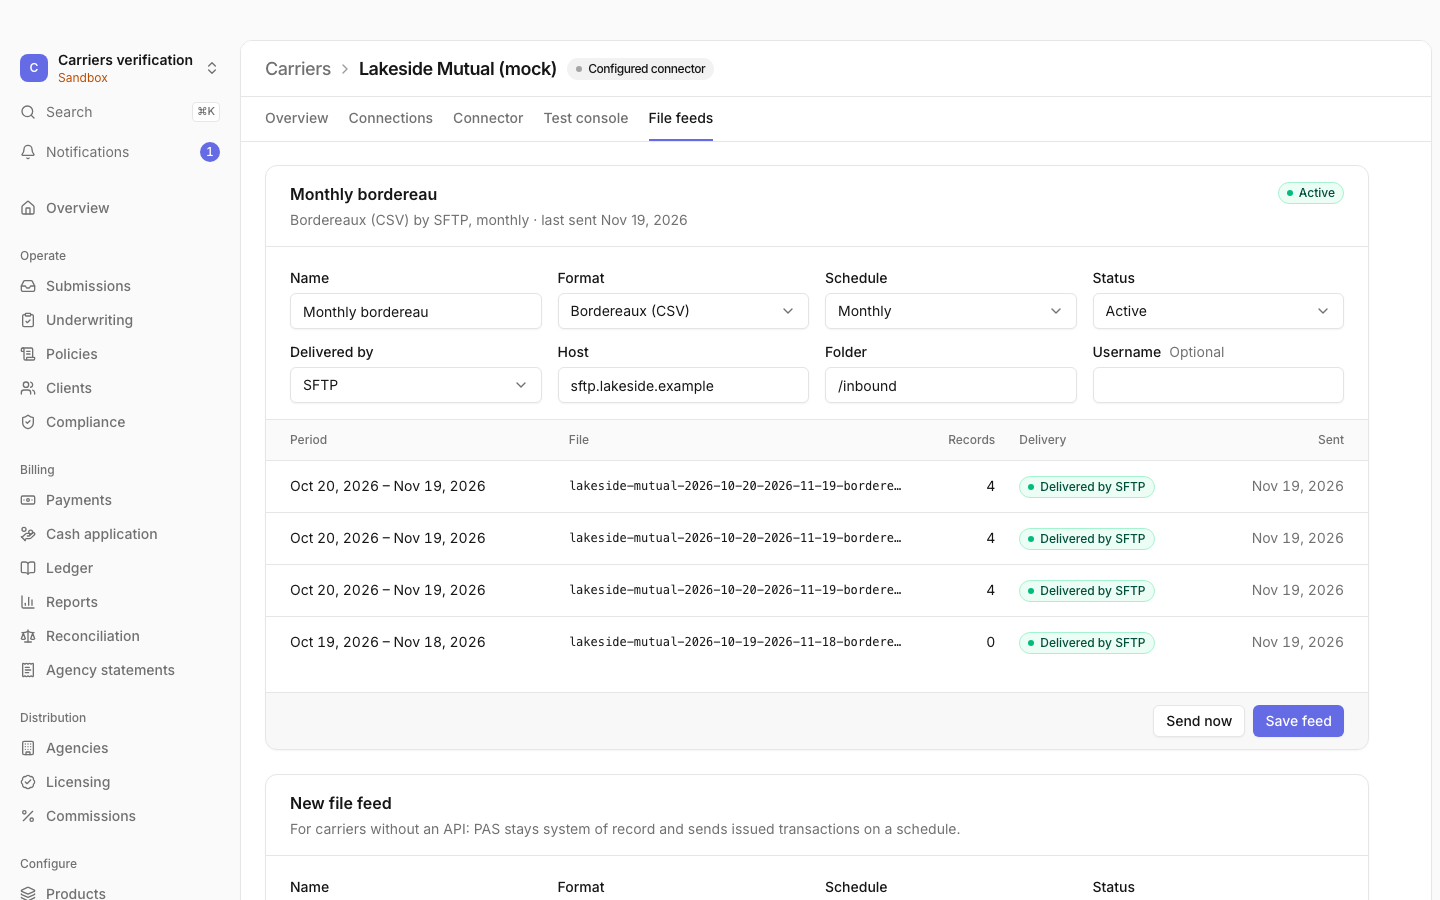 C
Carriers verification
Sandbox
Search
⌘K
Notifications
1
Overview
Operate
Submissions
Underwriting
Policies
Clients
Compliance
Billing
Payments
Cash application
Ledger
Reports
Reconciliation
Agency statements
Distribution
Agencies
Licensing
Commissions
Configure
Products
Carriers
Lakeside Mutual (mock)
Configured connector
Overview Connections Connector Test console File feeds
Monthly bordereau
Active
Bordereaux (CSV) by SFTP, monthly · last sent Nov 19, 2026
Name Format Schedule Status
Monthly bordereau Bordereaux (CSV) Monthly Active
Delivered by Host Folder Username Optional
SFTP sftp.lakeside.example /inbound
Period File Records Delivery Sent
Oct 20, 2026 – Nov 19, 2026 lakeside-mutual-2026-10-20-2026-11-19-bordere… 4 Delivered by SFTP Nov 19, 2026
Oct 20, 2026 – Nov 19, 2026 lakeside-mutual-2026-10-20-2026-11-19-bordere… 4 Delivered by SFTP Nov 19, 2026
Oct 20, 2026 – Nov 19, 2026 lakeside-mutual-2026-10-20-2026-11-19-bordere… 4 Delivered by SFTP Nov 19, 2026
Oct 19, 2026 – Nov 18, 2026 lakeside-mutual-2026-10-19-2026-11-18-bordere… 0 Delivered by SFTP Nov 19, 2026
Send now Save feed
New file feed
For carriers without an API: PAS stays system of record and sends issued transactions on a schedule.
Name Format Schedule Status